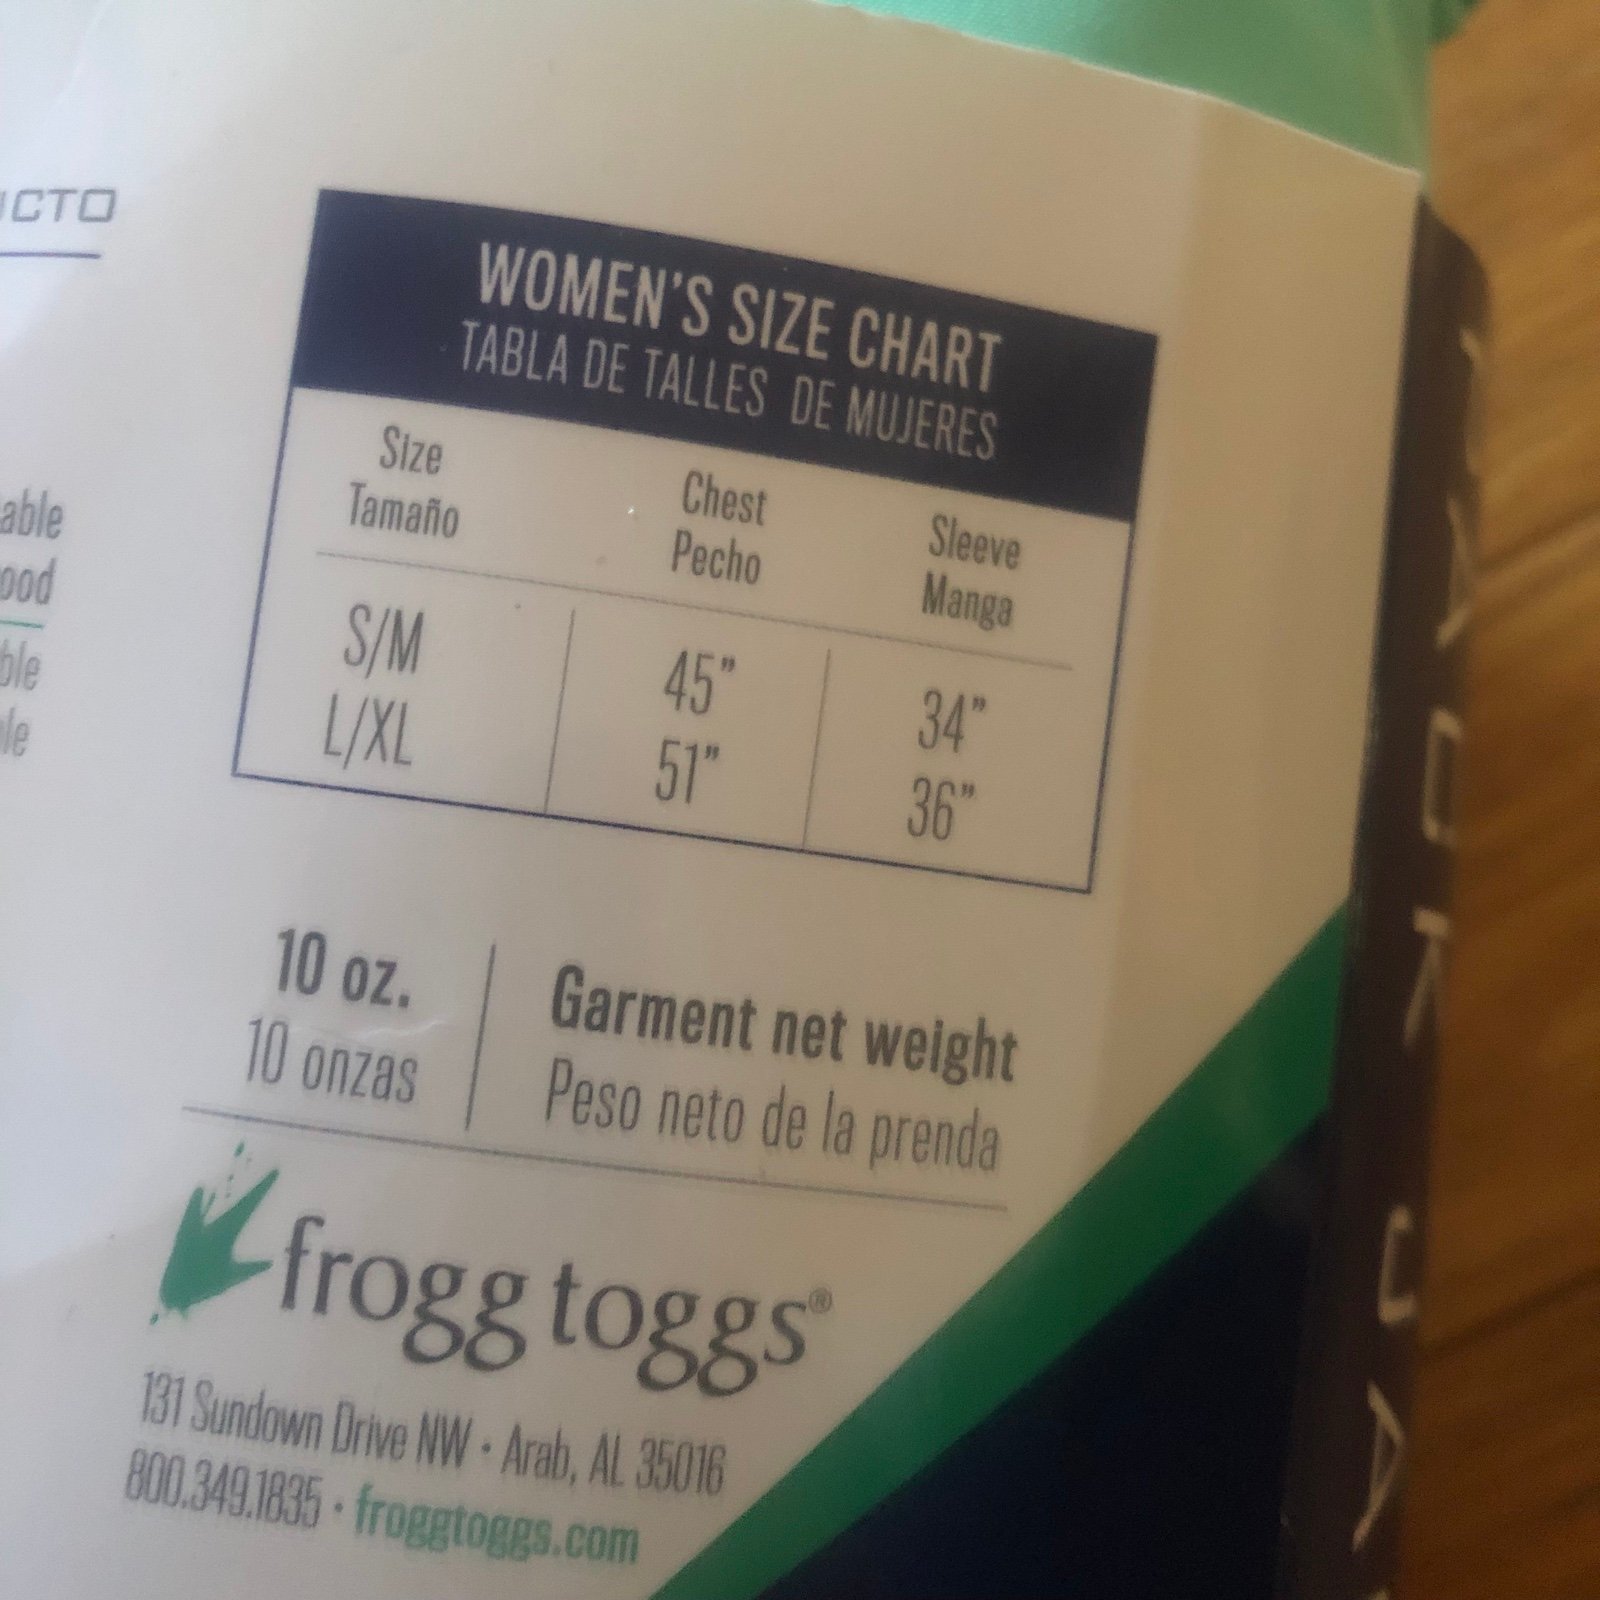 WOMEN'S SIZE CHART
TABLA DE TALLES DE MUJERES
Size Chest Sleeve
Tamaño Pecho Manga
S/M 45" 34"
L/XL 51" 36"
10 oz. Garment net weight
10 onzas Peso neto de la prenda
frogg toggs®
131 Sundown Drive NW • Arab, AL 35016
800.349.1835 • froggtoggs.com